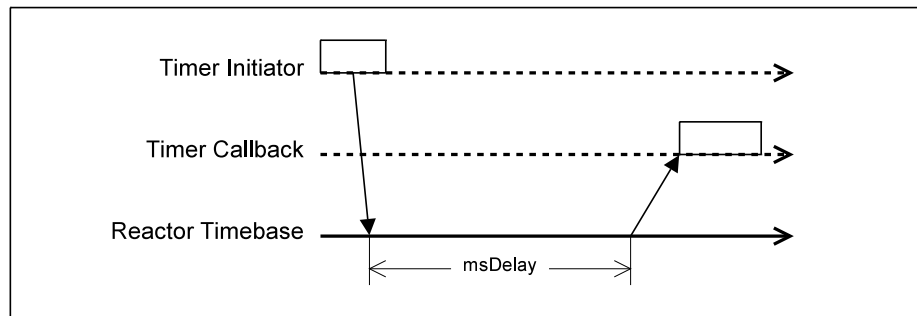 Timer Initiator
Timer Callback
Reactor Timebase
msDelay